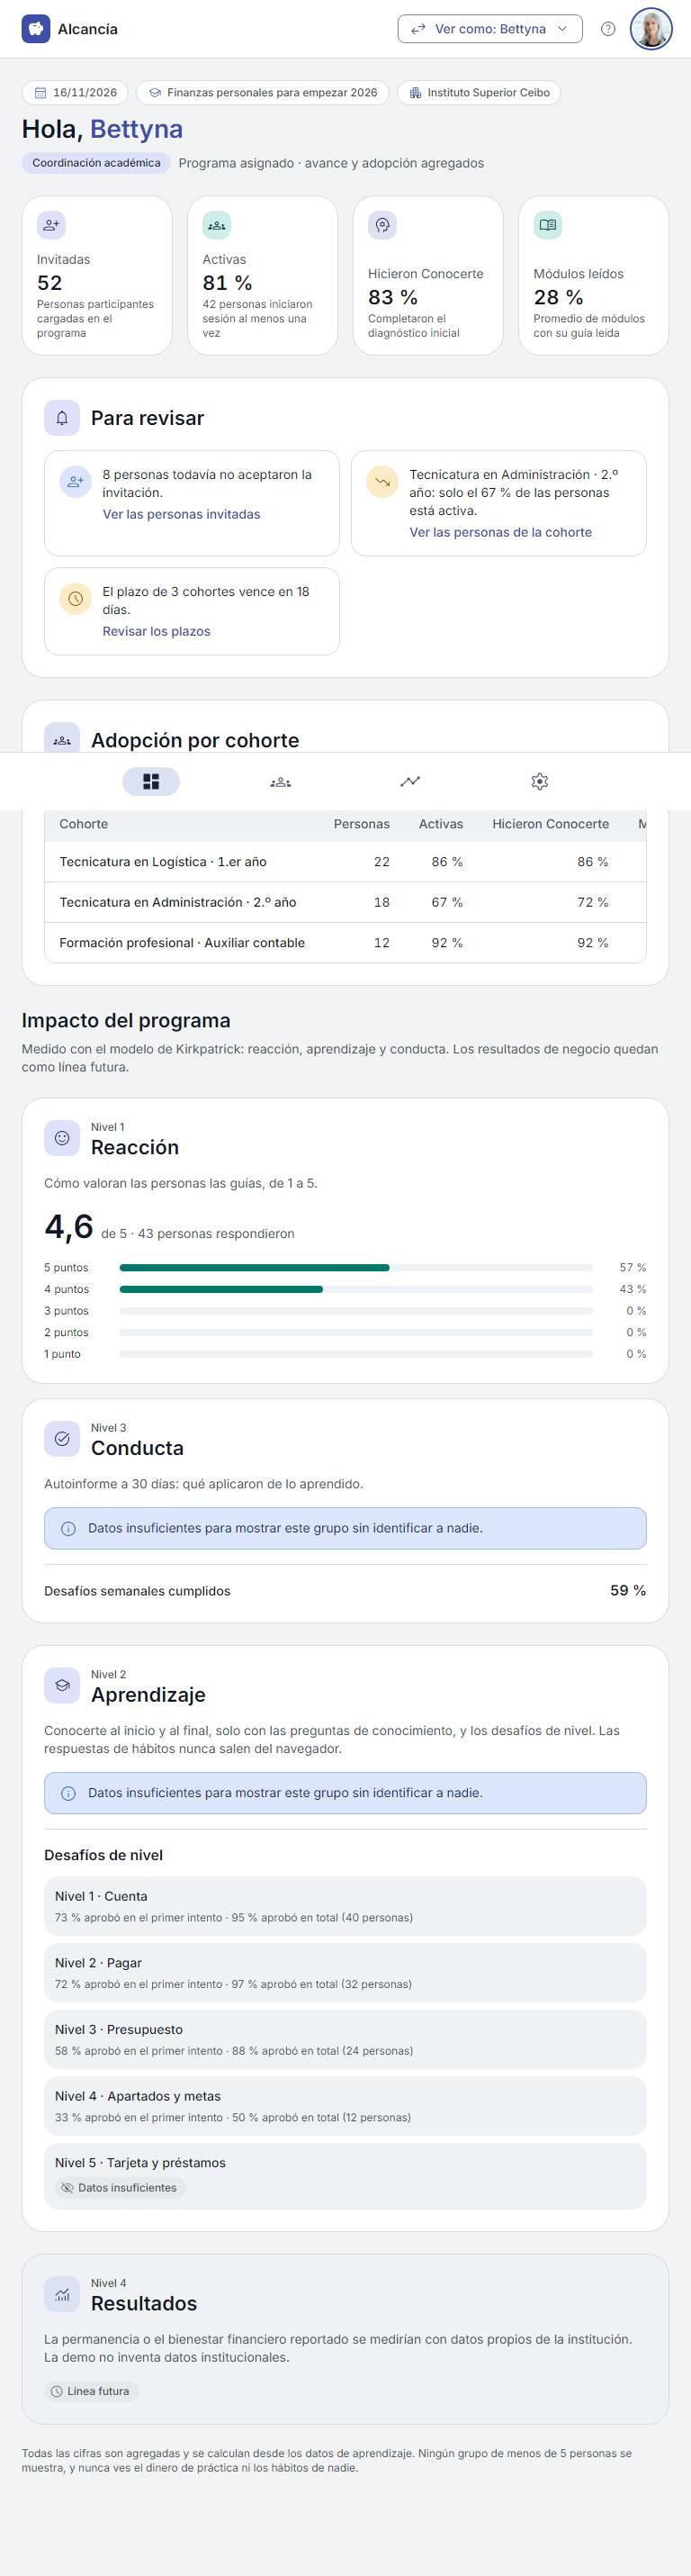 Alcancía
Ver como: Bettyna
16/11/2026
Finanzas personales para empezar 2026
Instituto Superior Ceibo
Hola, Bettyna
Coordinación académica
Programa asignado · avance y adopción agregados
Invitadas
52
Personas participantes
cargadas en el
programa
Activas
81 %
42 personas iniciaron
sesión al menos una
vez
Hicieron Conocerte
83 %
Completaron el
diagnóstico inicial
Módulos leídos
28 %
Promedio de módulos
con su guía leida
Para revisar
8 personas todavía no aceptaron la
invitación.
Ver las personas invitadas
Tecnicatura en Administración · 2.º
año: solo el 67 % de las personas
está activa.
Ver las personas de la cohorte
El plazo de 3 cohortes vence en 18
días.
Revisar los plazos
Adopción por cohorte
Cohorte Personas Activas Hicieron Conocerte M
Tecnicatura en Logística · 1.er año 22 86 % 86 %
Tecnicatura en Administración · 2.º año 18 67 % 72 %
Formación profesional · Auxiliar contable 12 92 % 92 %
Impacto del programa
Medido con el modelo de Kirkpatrick: reacción, aprendizaje y conducta. Los resultados de negocio quedan
como línea futura.
Nivel 1
Reacción
Cómo valoran las personas las guías, de 1 a 5.
4,6 de 5 · 43 personas respondieron
5 puntos 57 %
4 puntos 43 %
3 puntos 0 %
2 puntos 0 %
1 punto 0 %
Nivel 3
Conducta
Autoinforme a 30 días: qué aplicaron de lo aprendido.
Datos insuficientes para mostrar este grupo sin identificar a nadie.
Desafíos semanales cumplidos 59 %
Nivel 2
Aprendizaje
Conocerte al inicio y al final, solo con las preguntas de conocimiento, y los desafíos de nivel. Las
respuestas de hábitos nunca salen del navegador.
Datos insuficientes para mostrar este grupo sin identificar a nadie.
Desafíos de nivel
Nivel 1 · Cuenta
73 % aprobó en el primer intento · 95 % aprobó en total (40 personas)
Nivel 2 · Pagar
72 % aprobó en el primer intento · 97 % aprobó en total (32 personas)
Nivel 3 · Presupuesto
58 % aprobó en el primer intento · 88 % aprobó en total (24 personas)
Nivel 4 · Apartados y metas
33 % aprobó en el primer intento · 50 % aprobó en total (12 personas)
Nivel 5 · Tarjeta y préstamos
Datos insuficientes
Nivel 4
Resultados
La permanencia o el bienestar financiero reportado se medirían con datos propios de la institución.
La demo no inventa datos institucionales.
Línea futura
Todas las cifras son agregadas y se calculan desde los datos de aprendizaje. Ningún grupo de menos de 5 personas se
muestra, y nunca ves el dinero de práctica ni los hábitos de nadie.